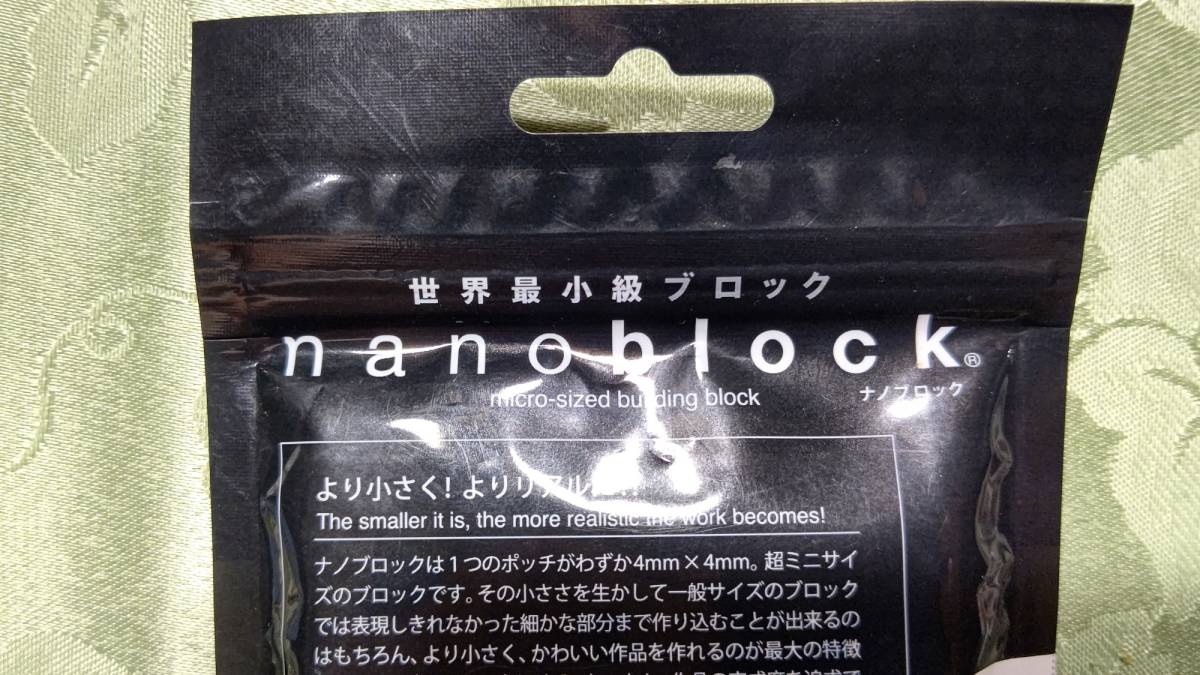 世界最小級ブロック
nanoblock®
micro-sized building block
ナノブロック
より小さく！よりリアル
The smaller it is, the more realistic the work becomes!
ナノブロックは1つのポッチがわずか4mm×4mm。超ミニサイ
ズのブロックです。その小ささを生かして一般サイズのブロック
では表現しきれなかった細かな部分まで作り込むことが出来るの
はもちろん、より小さく、かわいい作品を作れるのが最大の特徴